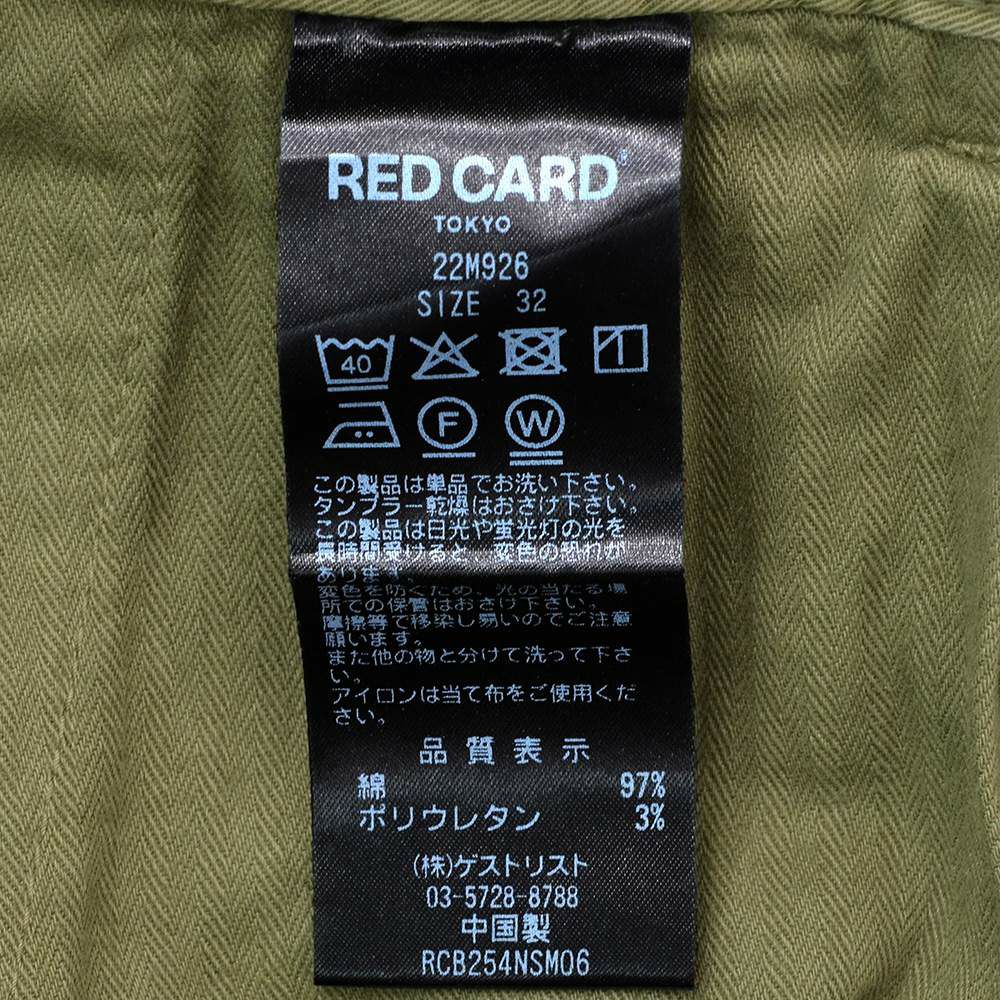 RED CARD®
TOKYO
22M926
SIZE 32
40
F W
この製品は単品でお洗い下さい。
タンブラー乾燥はおさけ下さい。
この製品は日光や蛍光灯の光を
長時間受けると、変色の恐れが
あります。
変色を防ぐため、光の当たる場
所での保管はおさけ下さい。
摩擦等で移染し易いのでご注意
願います。
また他の物と分けて洗って下さ
い。
アイロンは当て布をご使用くだ
さい。
品質表示
綿 97%
ポリウレタン 3%
(株)ゲストリスト
03-5728-8788
中国製
RCB254NSM06